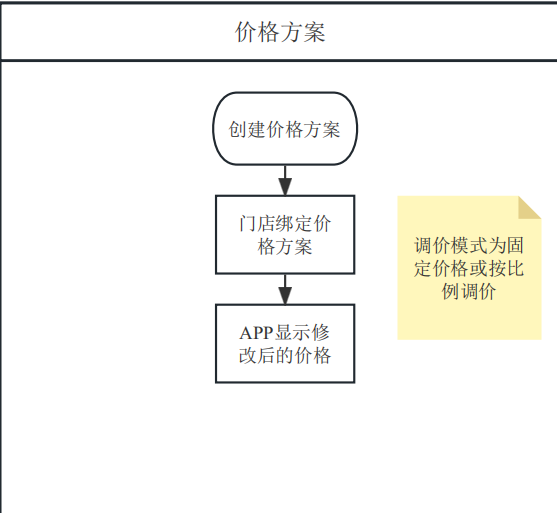 价格方案
创建价格方案
门店绑定价
格方案
调价模式为固
定价格或按比
例调价
APP显示修
改后的价格